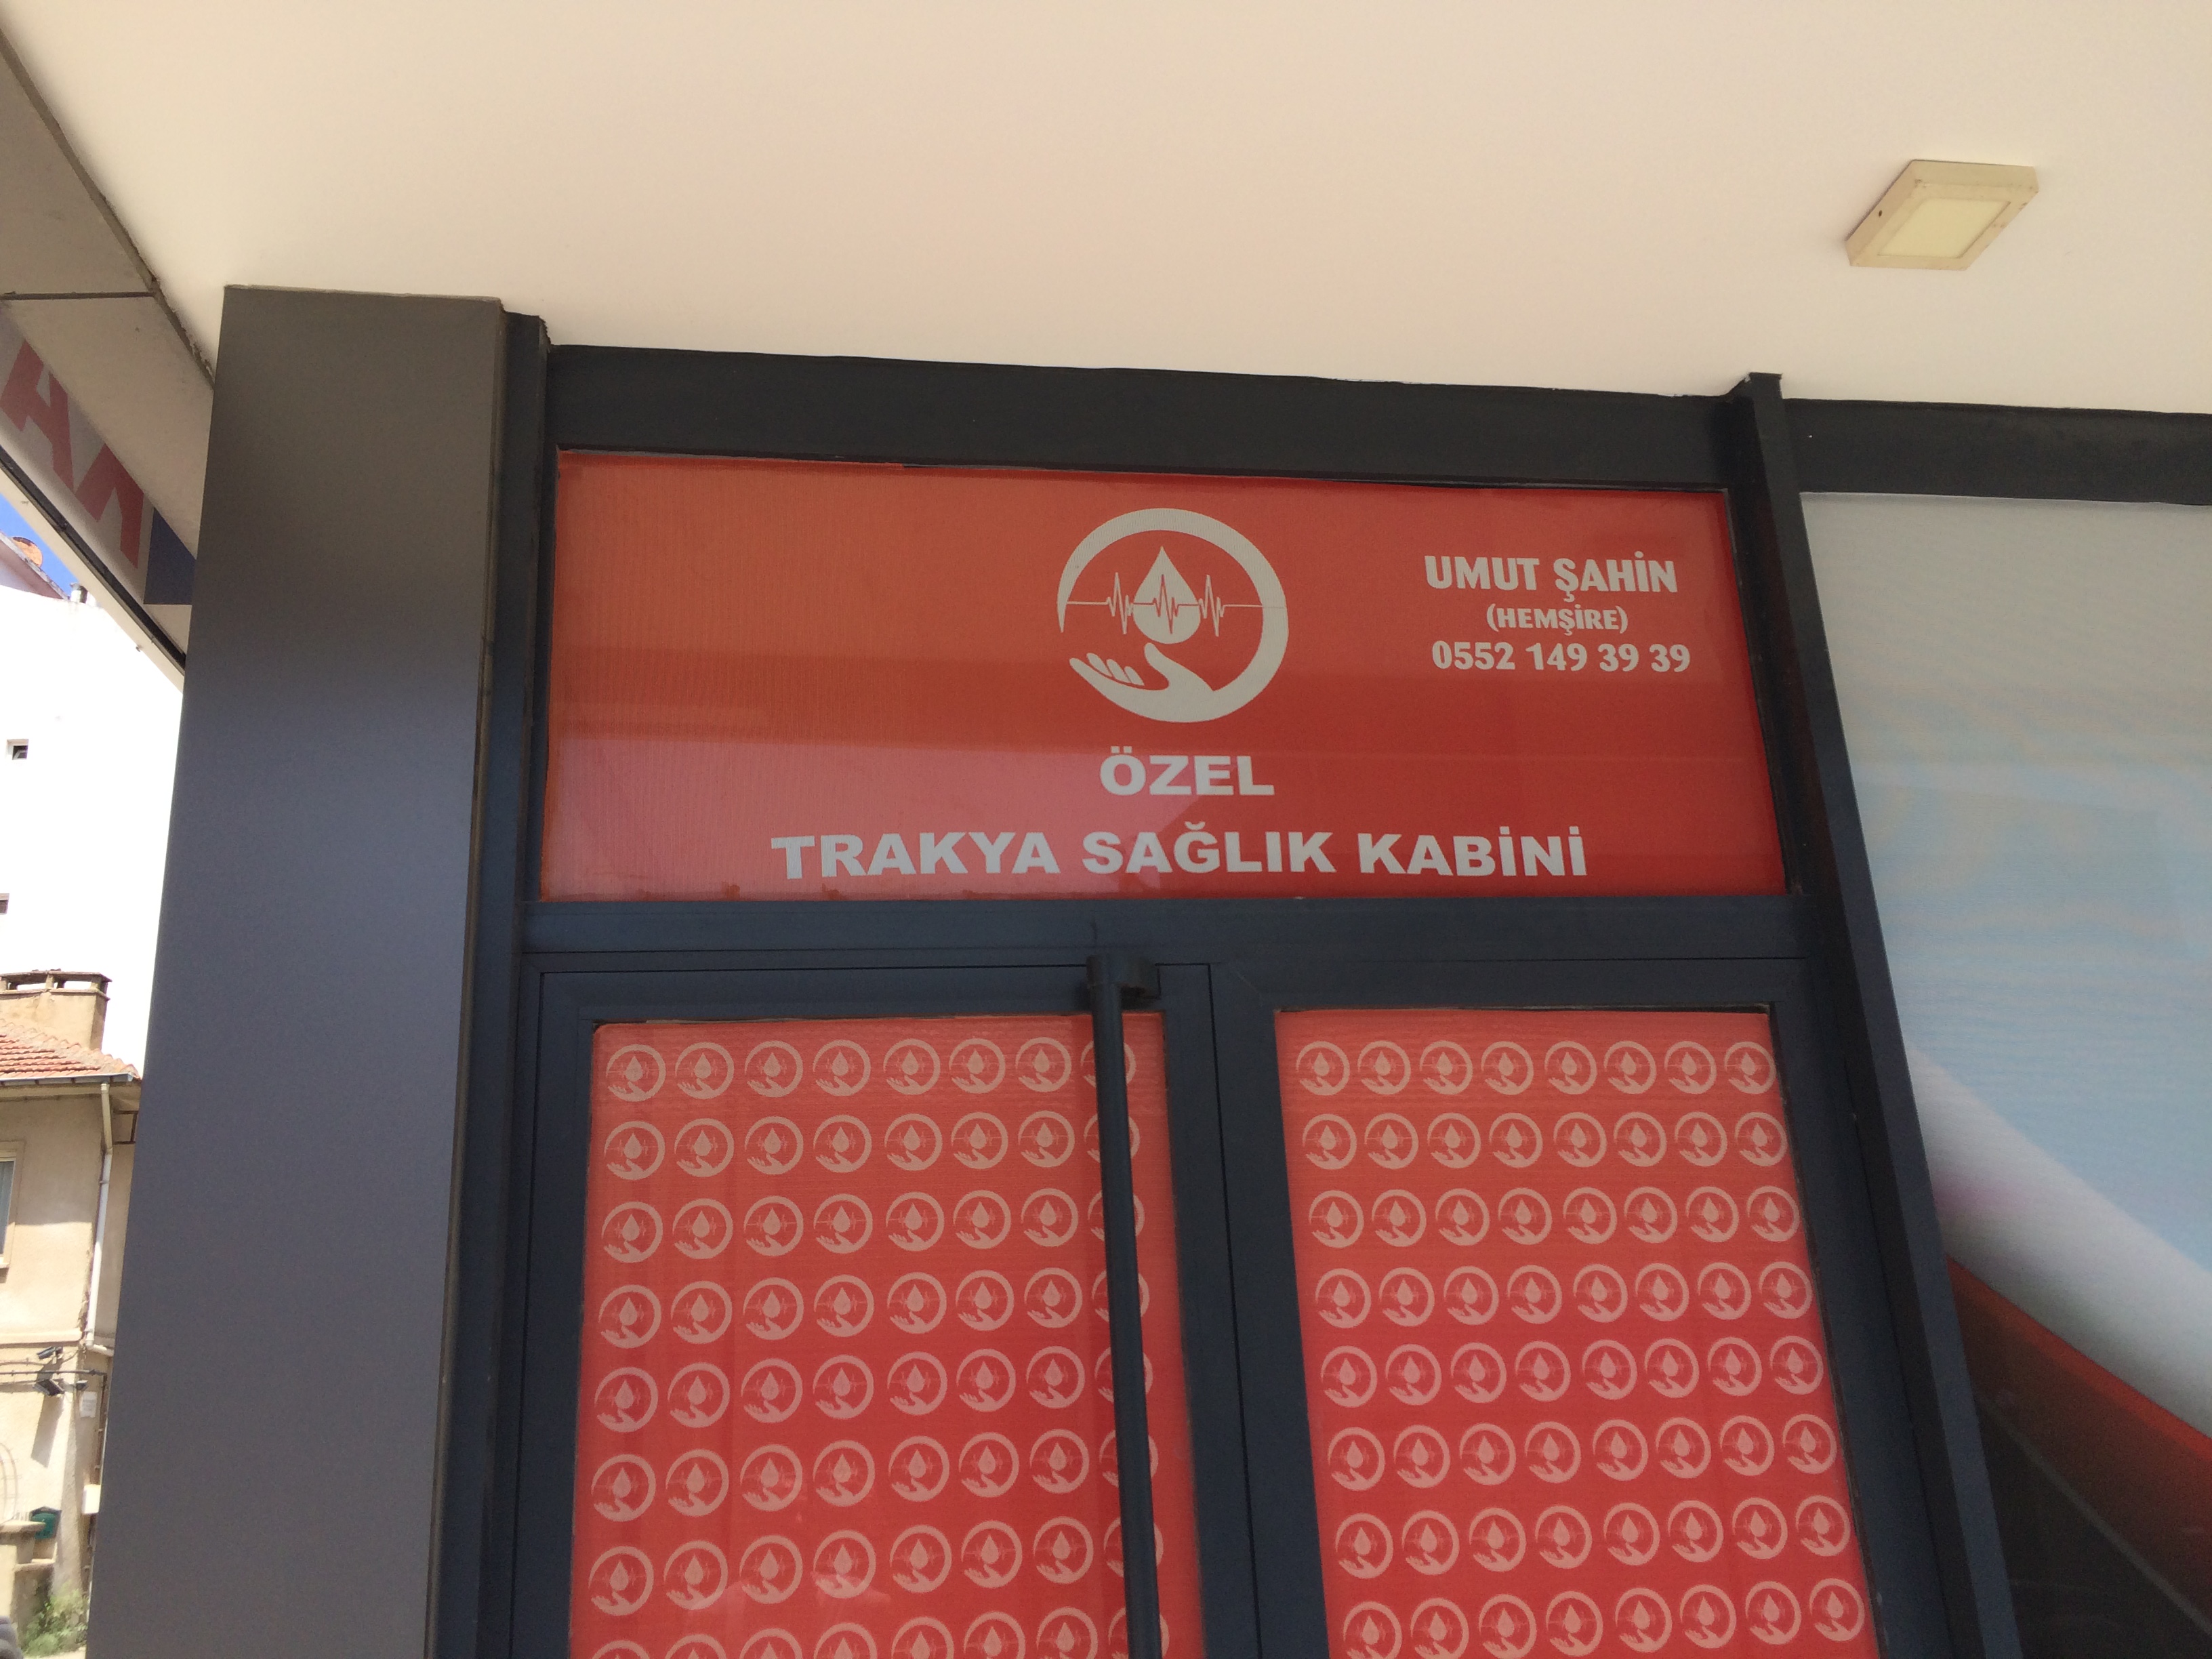 UMUT ŞAHİN
(HEMŞİRE)
0552 149 39 39
ÖZEL
TRAKYA SAĞLIK KABİNİ